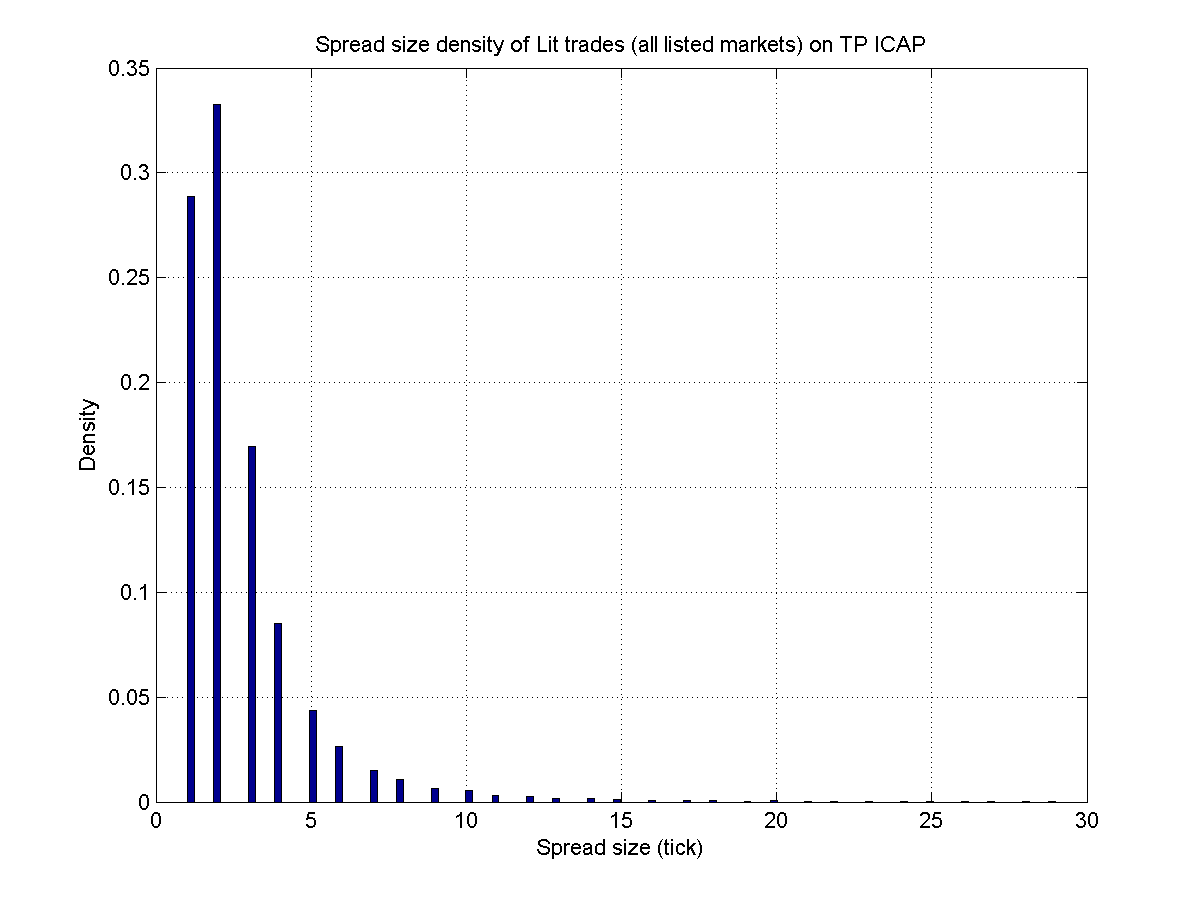 Spread size density of Lit trades (all listed markets) on TP ICAP
0.35
0.3
0.25
0.2
0.15
0.1
0.05
0
Density
0 5 10 15 20 25 30
Spread size (tick)